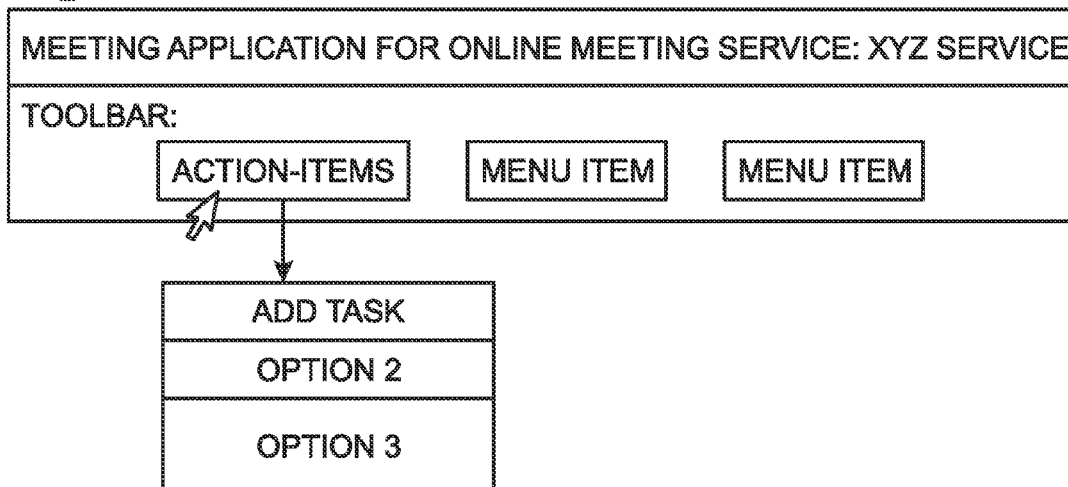 MEETING APPLICATION FOR ONLINE MEETING SERVICE: XYZ SERVICE
TOOLBAR:
ACTION-ITEMS MENU ITEM MENU ITEM
ADD TASK
OPTION 2
OPTION 3